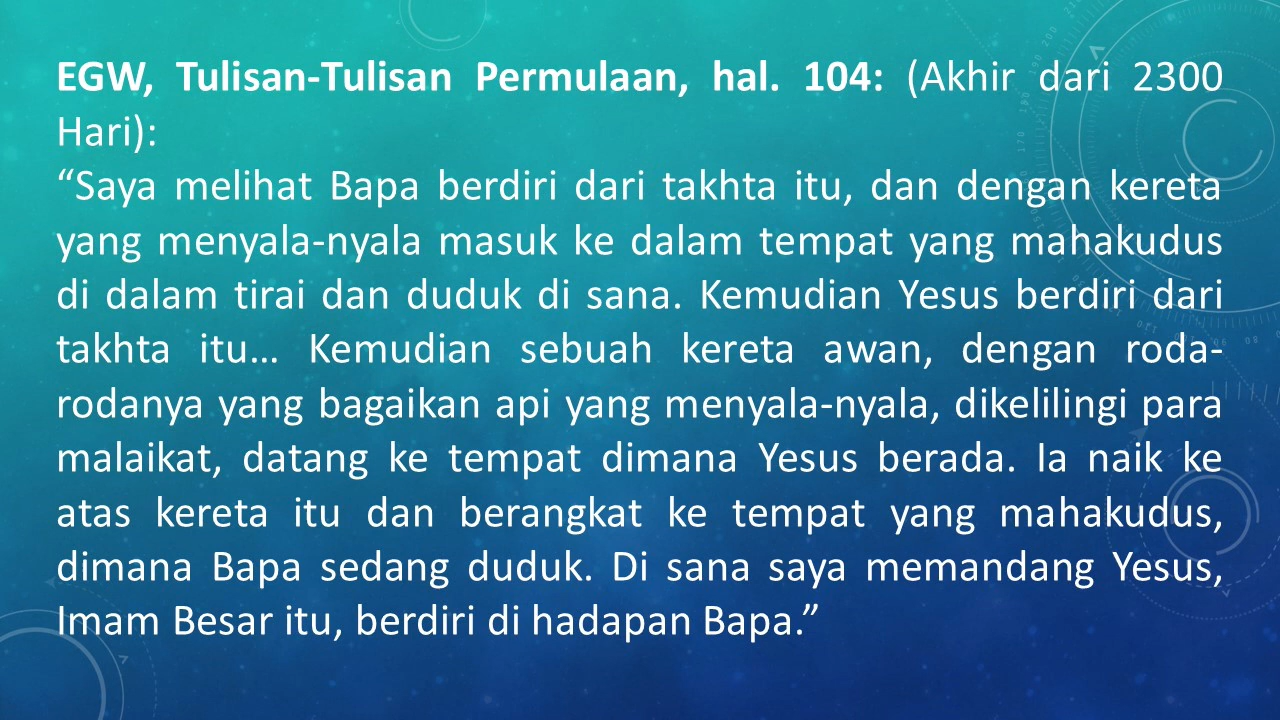 EGW, Tulisan-Tulisan Permulaan, hal. 104: (Akhir dari 2300
Hari):
“Saya melihat Bapa berdiri dari takhta itu, dan dengan kereta
yang menyala-nyala masuk ke dalam tempat yang mahakudus
di dalam tirai dan duduk di sana. Kemudian Yesus berdiri dari
takhta itu… Kemudian sebuah kereta awan, dengan roda-
rodanya yang bagaikan api yang menyala-nyala, dikelilingi para
malaikat, datang ke tempat dimana Yesus berada. Ia naik ke
atas kereta itu dan berangkat ke tempat yang mahakudus,
dimana Bapa sedang duduk. Di sana saya memandang Yesus,
Imam Besar itu, berdiri di hadapan Bapa.”